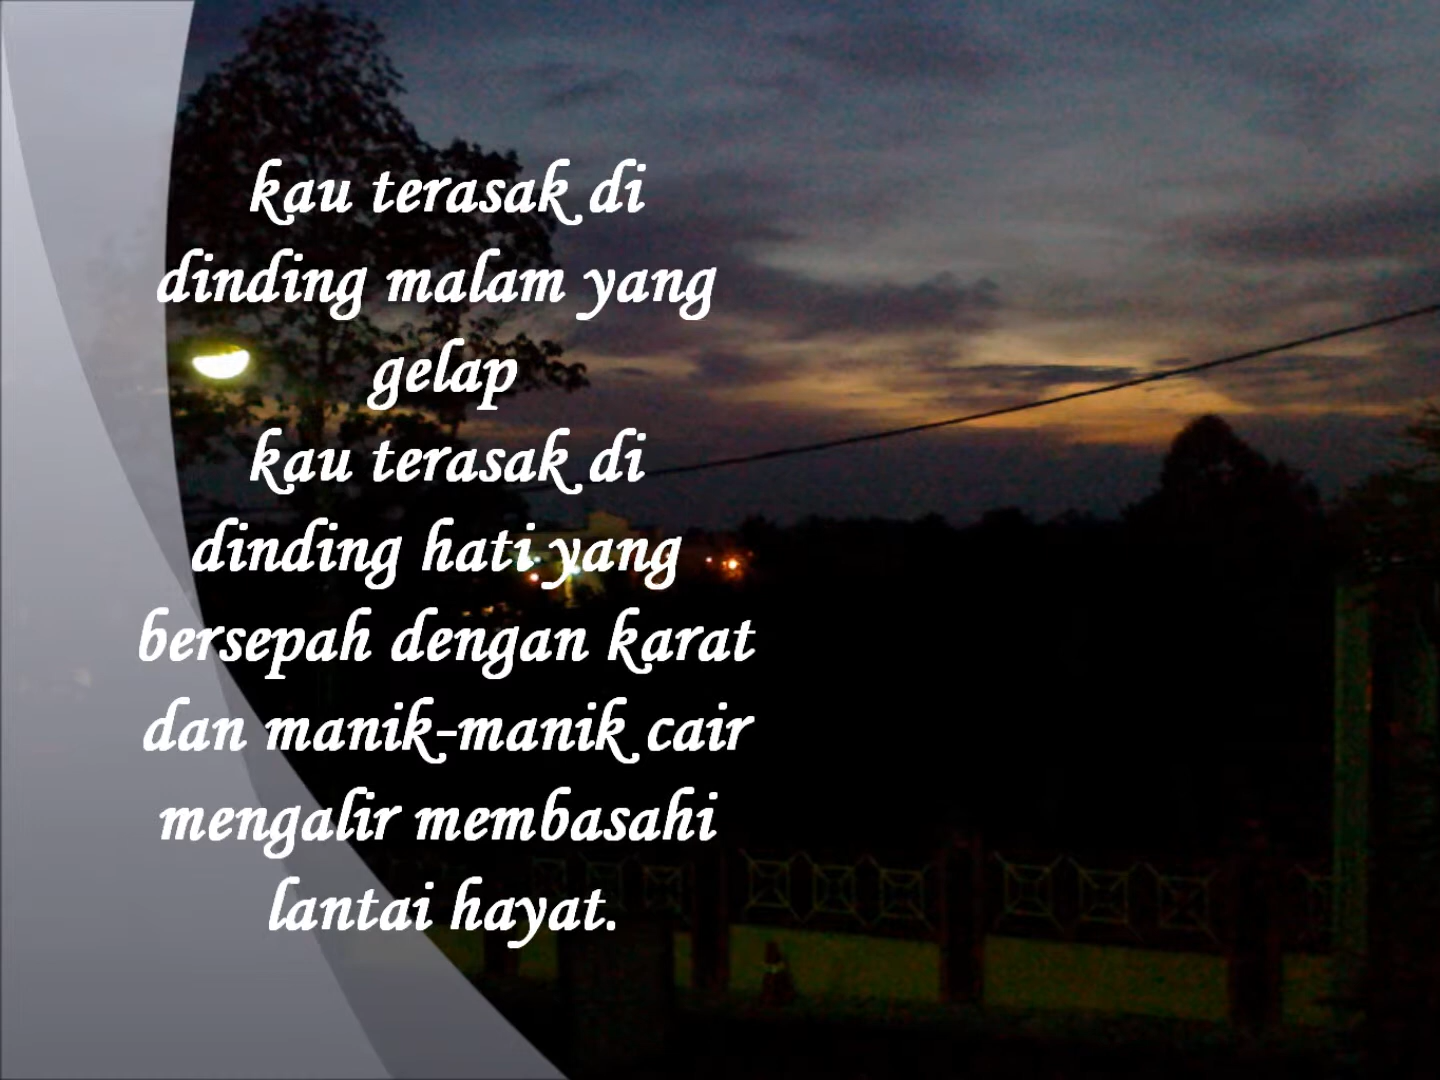 kau terasak di
dinding malam yang
gelap
kau terasak di
dinding hati yang
bersepah dengan karat
dan manik-manik cair
mengalir membasahi
lantai hayat.